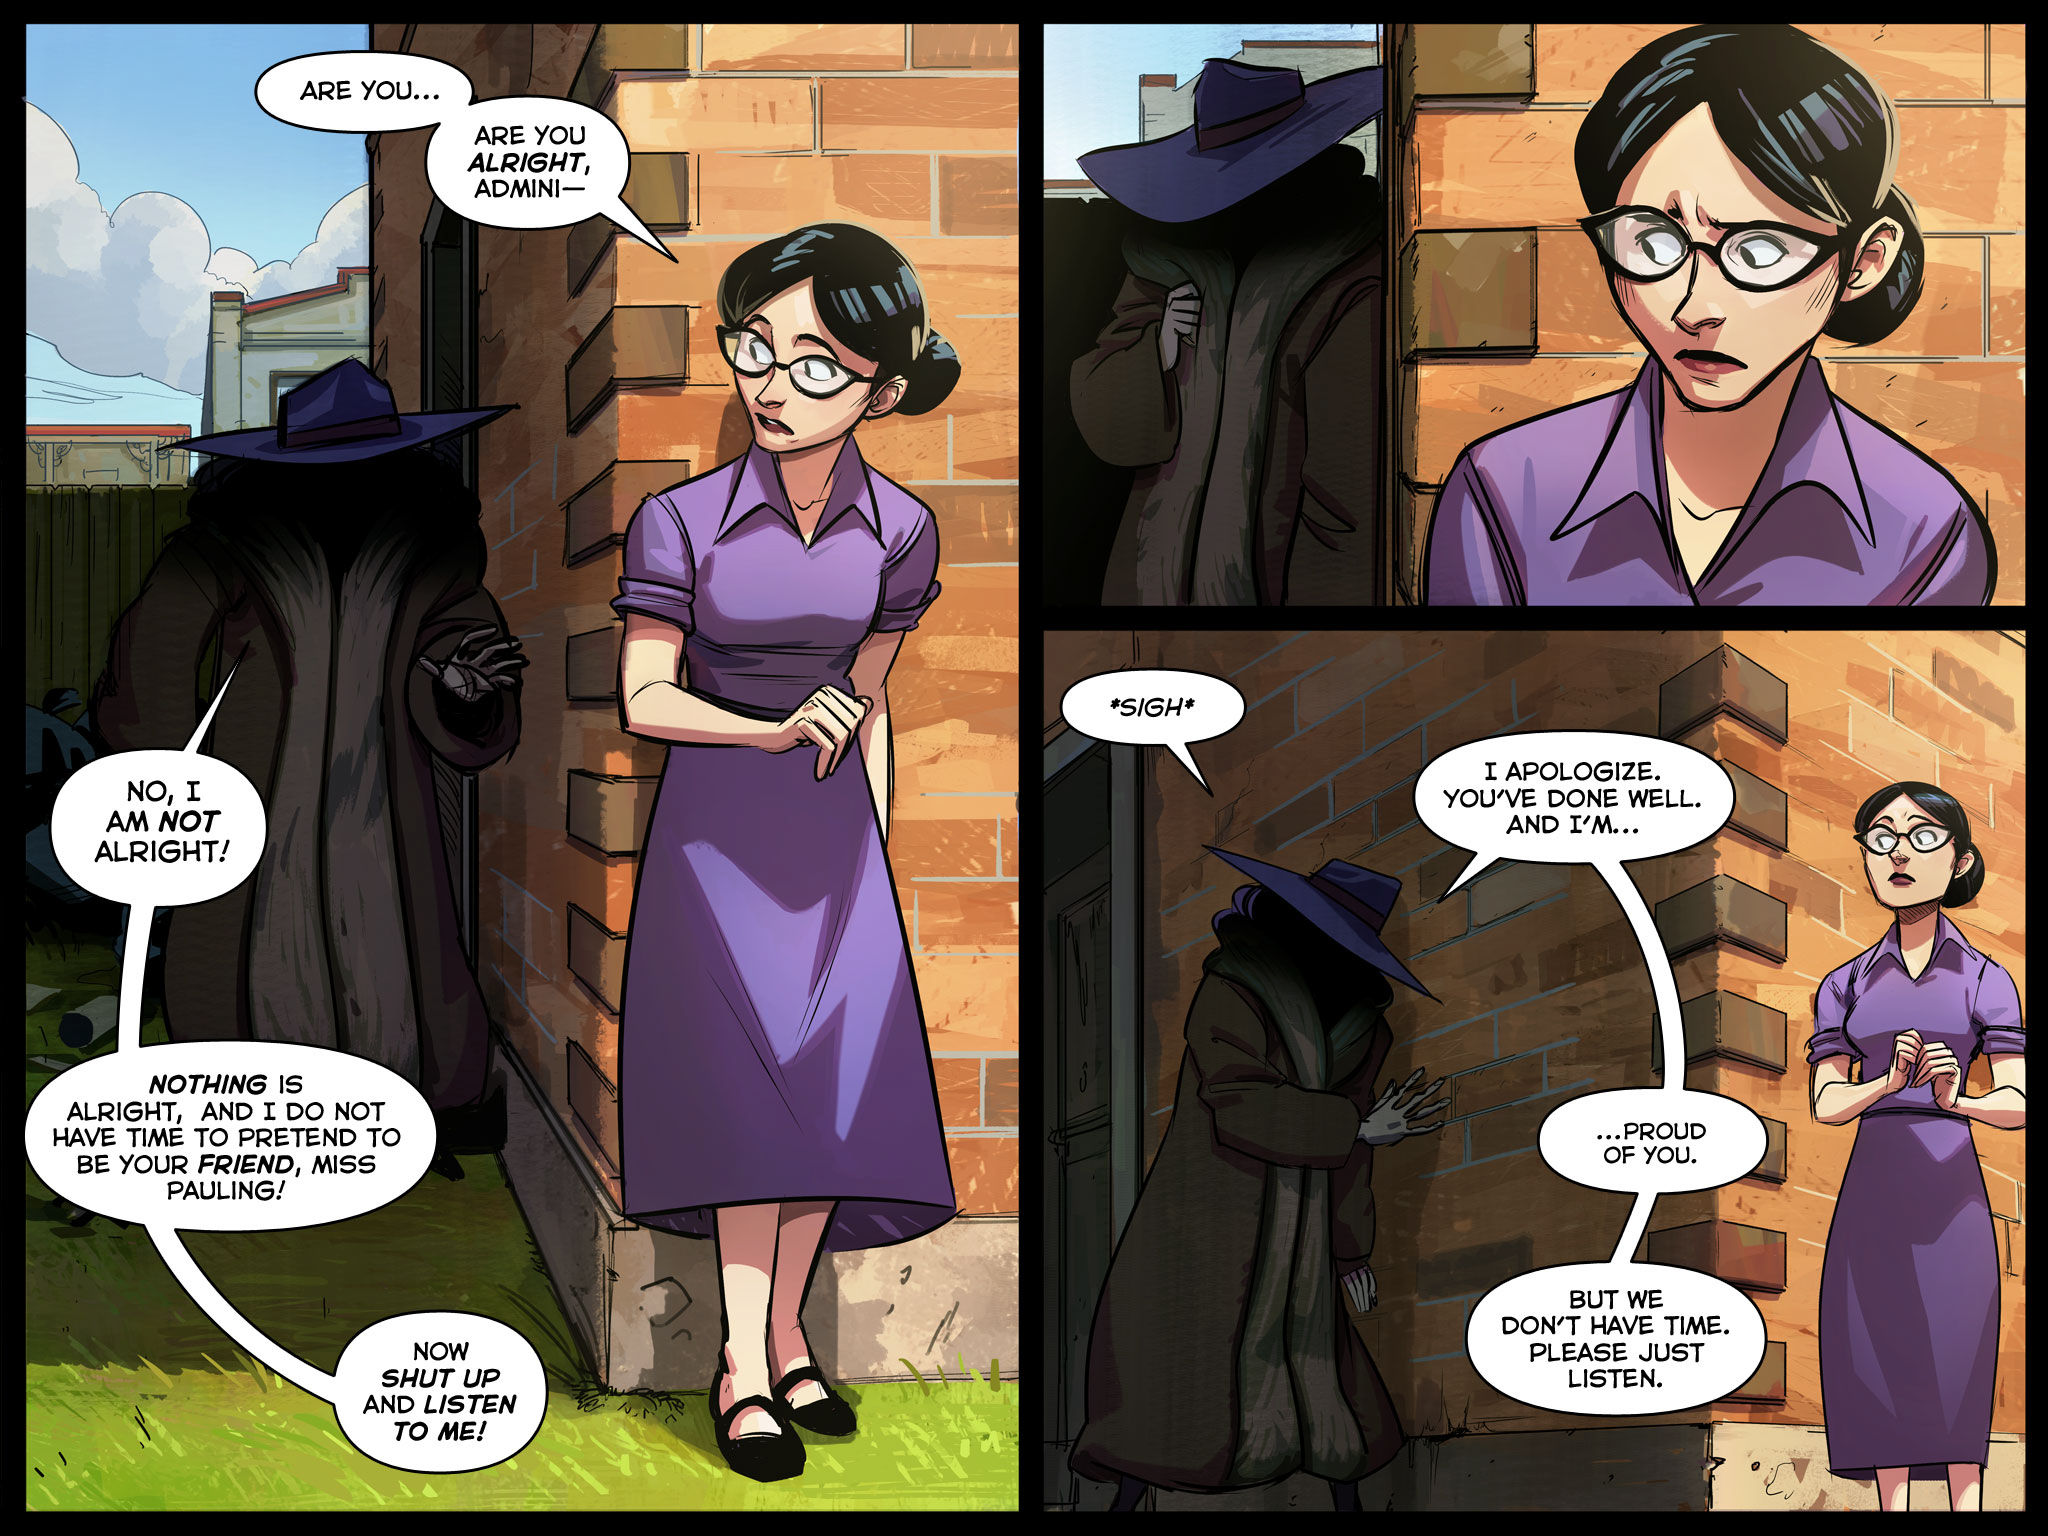 ARE YOU...
ARE YOU
ALRIGHT,
ADMINI—
NO, I
AM NOT
ALRIGHT!
NOTHING IS
ALRIGHT, AND I DO NOT
HAVE TIME TO PRETEND TO
BE YOUR FRIEND, MISS
PAULING!
NOW
SHUT UP
AND LISTEN
TO ME!
*SIGH*
I APOLOGIZE.
YOU'VE DONE WELL.
AND I'M...
...PROUD
OF YOU.
BUT WE
DON'T HAVE TIME.
PLEASE JUST
LISTEN.